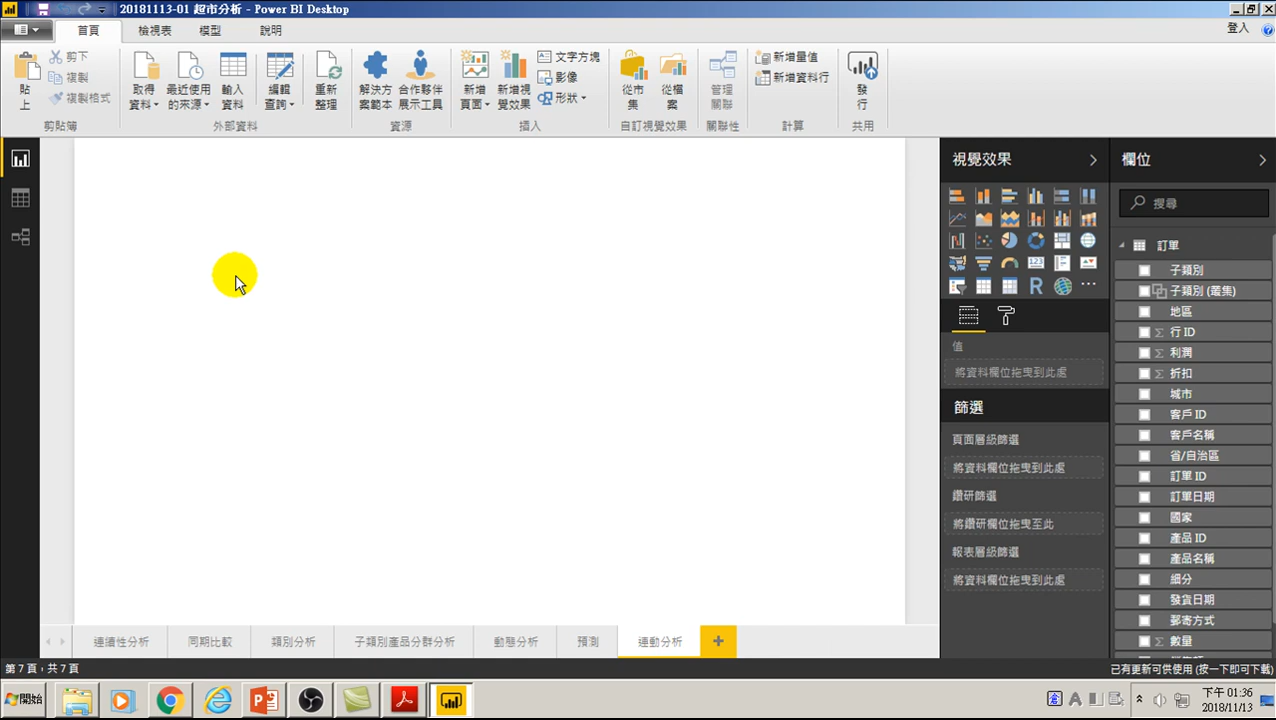 20181113-01 超市分析 - Power BI Desktop
首頁 檢視表 模型 說明 登入
貼上
剪下
複製
複製格式
取得資料
最近使用的來源
輸入資料
編輯查詢
重新整理
解決方案範本
合作夥伴展示工具
新增頁面
新增視覺效果
文字方塊
影像
形狀
從市集
從檔案
管理關聯
新增量值
新增資料行
發行
剪貼簿 外部資料 資源 插入 自訂視覺效果 關聯性 計算 共用
視覺效果
123
R
值
將資料欄位拖曳到此處
篩選
頁面層級篩選
將資料欄位拖曳到此處
鑽研篩選
將鑽研欄位拖曳至此
報表層級篩選
將資料欄位拖曳到此處
欄位
搜尋
訂單
子類別
子類別 (叢集)
地區
行 ID
利潤
折扣
城市
客戶 ID
客戶名稱
省/自治區
訂單 ID
訂單日期
國家
產品 ID
產品名稱
細分
發貨日期
郵寄方式
數量
連續性分析 同期比較 類別分析 子類別產品分群分析 動態分析 預測 連動分析
第 7 頁，共 7 頁
已有更新可供使用 (按一下即可下載)
開始
下午 01:36
2018/11/13